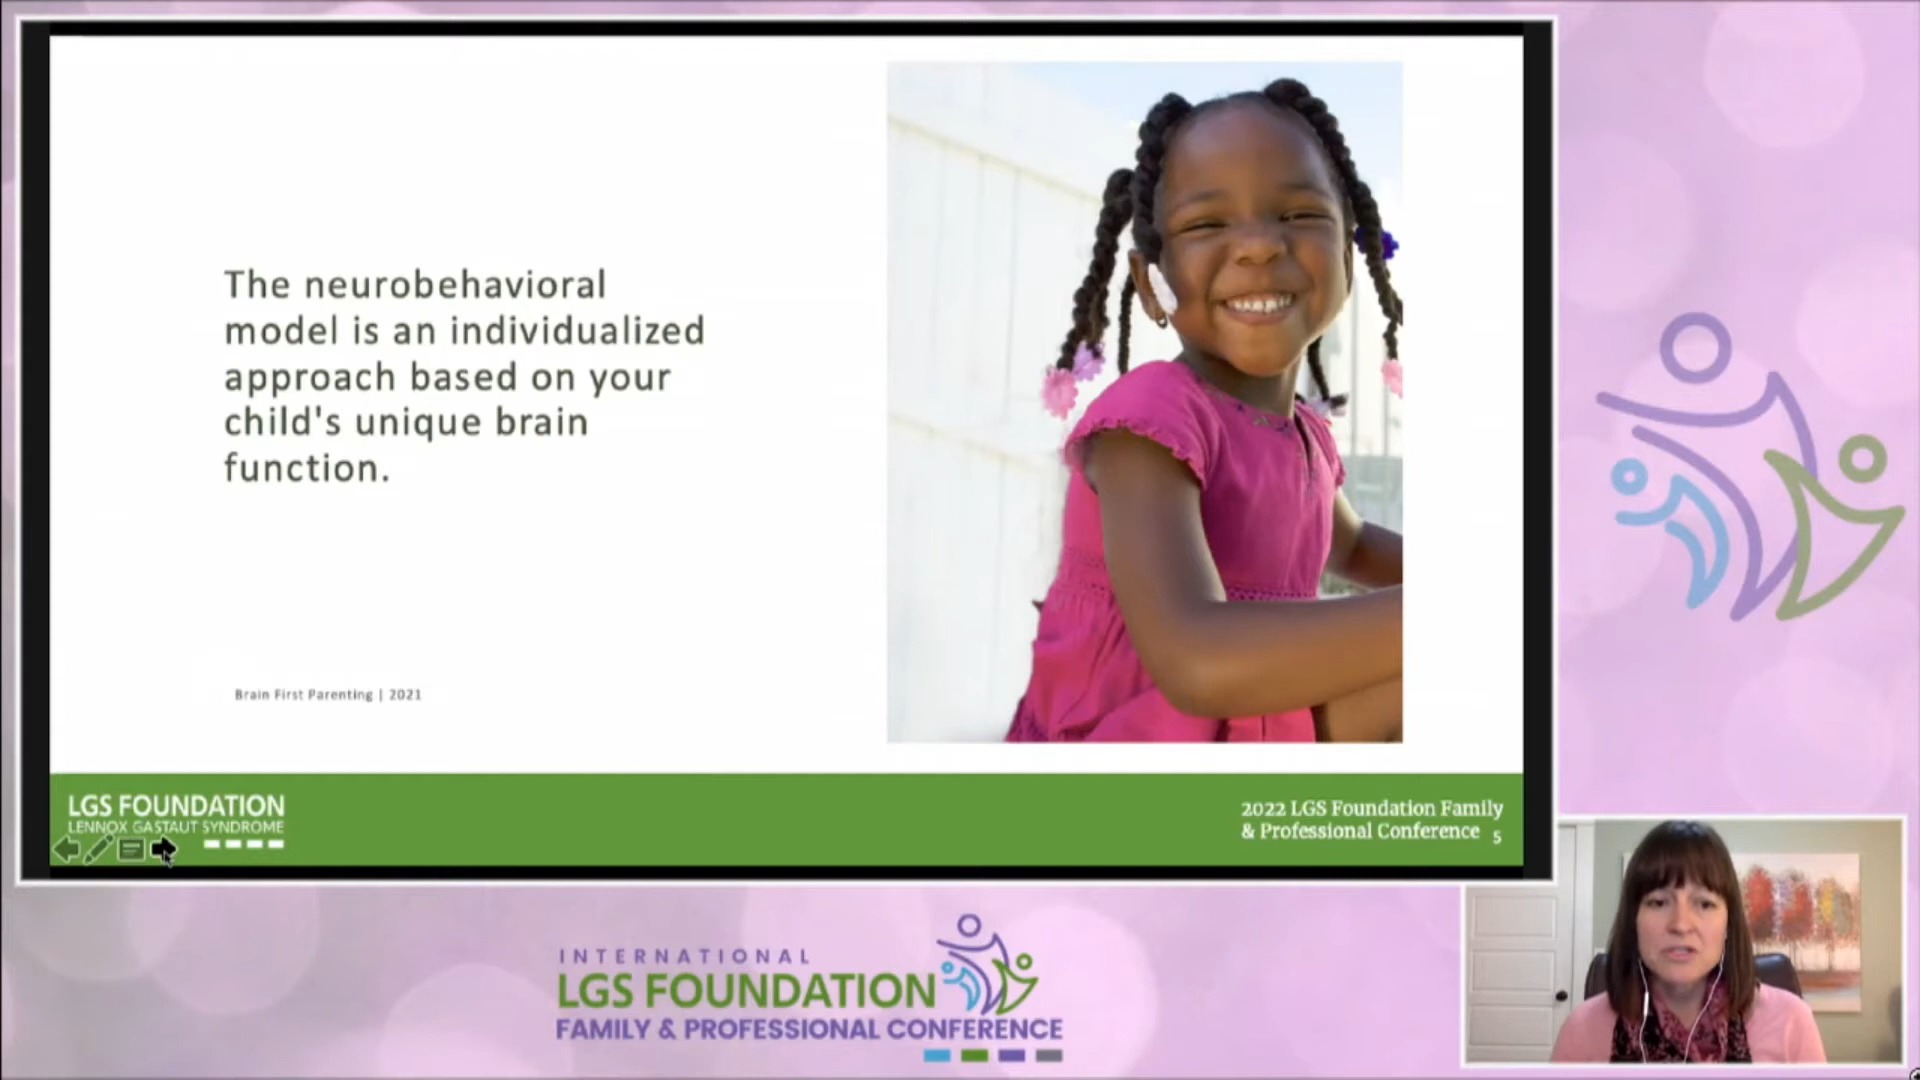 The neurobehavioral
model is an individualized
approach based on your
child's unique brain
function.
Brain First Parenting | 2021
LGS FOUNDATION
LENNOX GASTAUT SYNDROME
2022 LGS Foundation Family
& Professional Conference 5
INTERNATIONAL
LGS FOUNDATION
FAMILY & PROFESSIONAL CONFERENCE